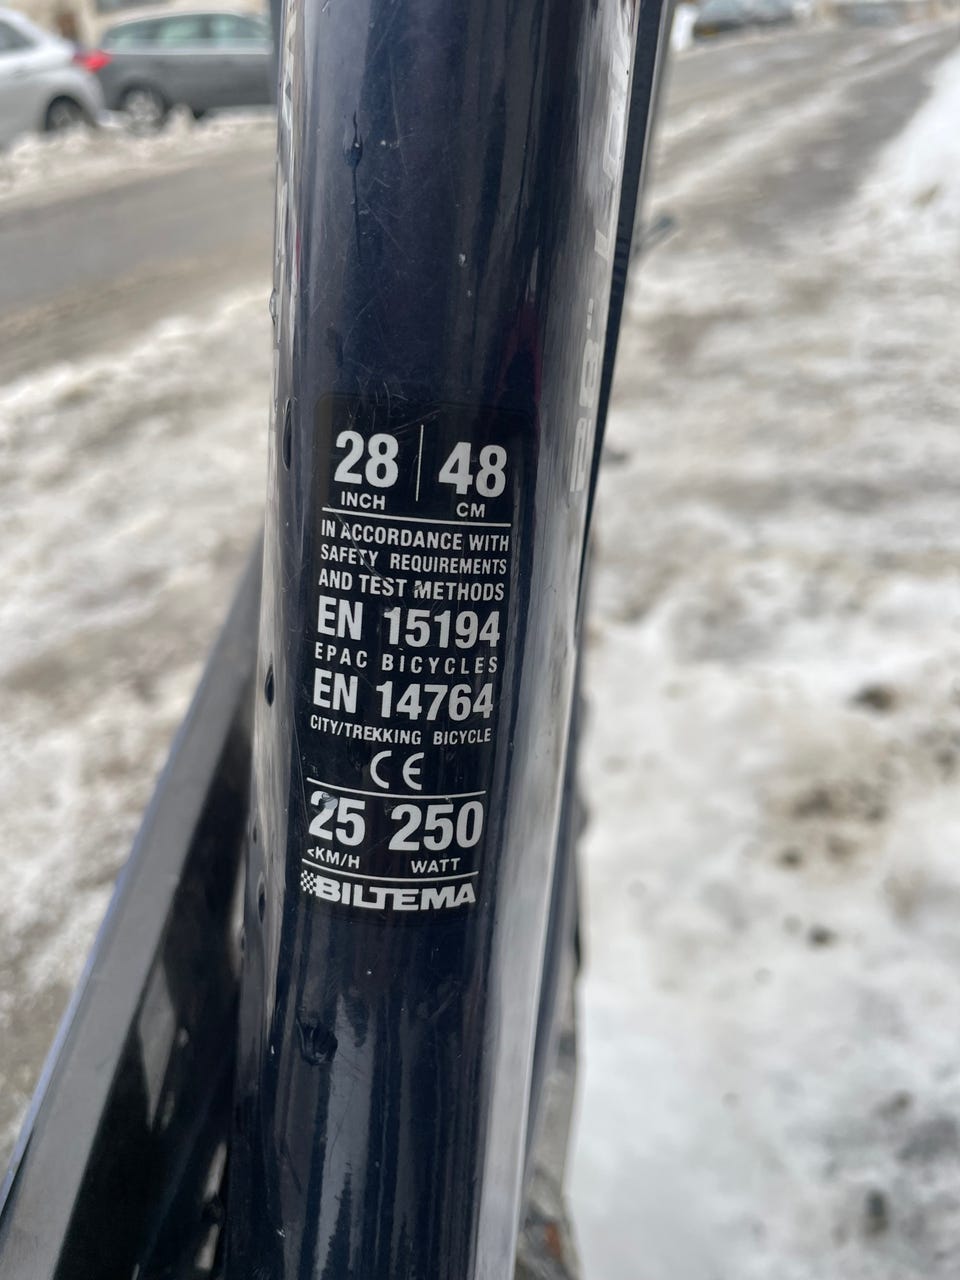 28 48
INCH CM
IN ACCORDANCE WITH
SAFETY REQUIREMENTS
AND TEST METHODS
EN 15194
EPAC BICYCLES
EN 14764
CITY/TREKKING BICYCLE
CE
25 250
<KM/H WATT
BILTEMA